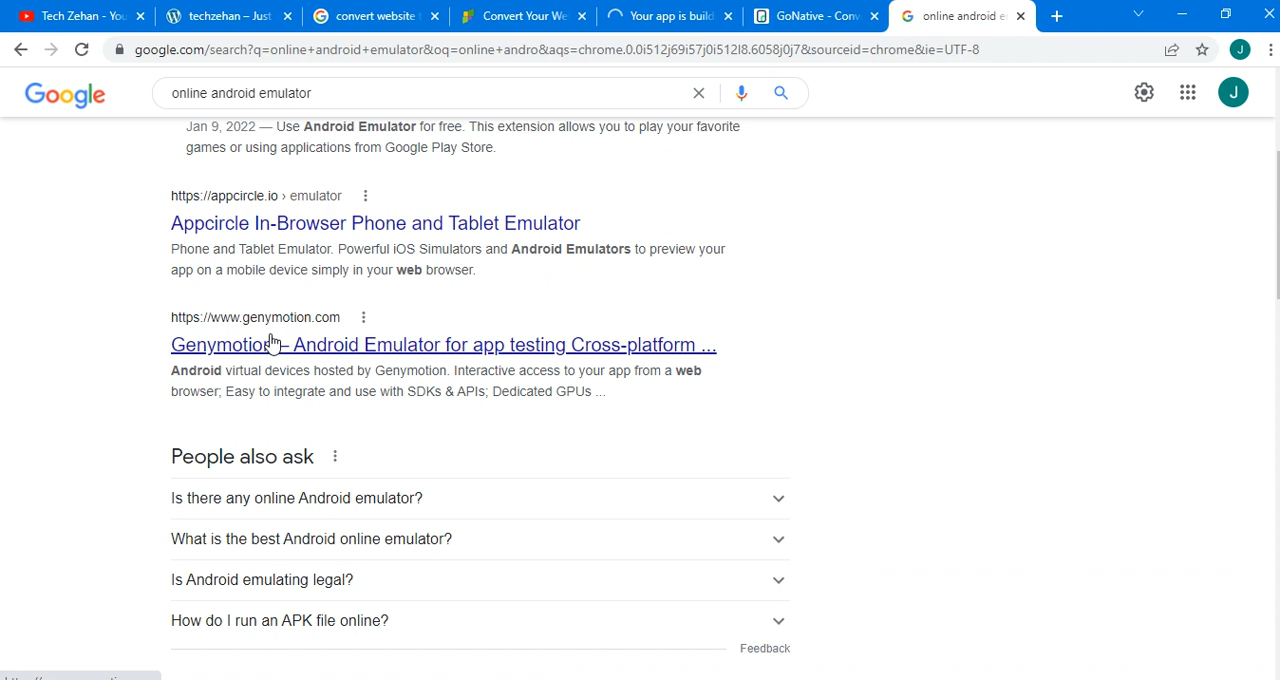 Tech Zehan - You
techzehan – Just
convert website t
Convert Your We
Your app is build
GoNative - Conv
online android e
google.com/search?q=online+android+emulator&oq=online+andro&aqs=chrome.0.0i512j69i57j0i512l8.6058j0j7&sourceid=chrome&ie=UTF-8
J
Google
online android emulator
J
Jan 9, 2022 — Use Android Emulator for free. This extension allows you to play your favorite
games or using applications from Google Play Store.
https://appcircle.io › emulator
Appcircle In-Browser Phone and Tablet Emulator
Phone and Tablet Emulator. Powerful iOS Simulators and Android Emulators to preview your
app on a mobile device simply in your web browser.
https://www.genymotion.com
Genymotion – Android Emulator for app testing Cross-platform ...
Android virtual devices hosted by Genymotion. Interactive access to your app from a web
browser; Easy to integrate and use with SDKs & APIs; Dedicated GPUs ...
People also ask
Is there any online Android emulator?
What is the best Android online emulator?
Is Android emulating legal?
How do I run an APK file online?
Feedback